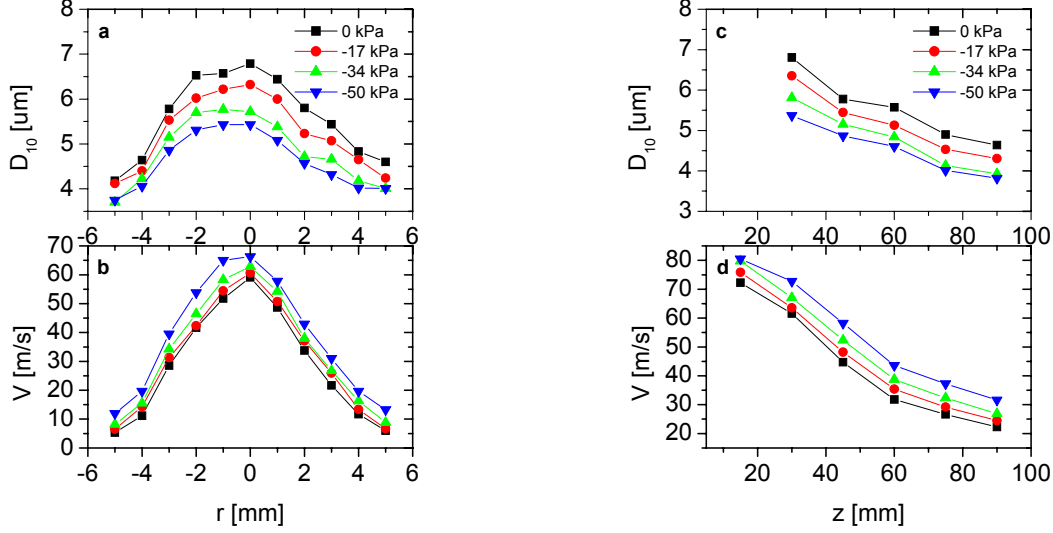 a
0 kPa
-17 kPa
-34 kPa
-50 kPa
8
7
6
5
4
D10 [um]
-6 -4 -2 0 2 4 6
b
70
60
50
40
30
20
10
0
V [m/s]
-6 -4 -2 0 2 4 6
r [mm]
c
0 kPa
-17 kPa
-34 kPa
-50 kPa
8
7
6
5
4
3
D10 [um]
20 40 60 80 100
d
80
70
60
50
40
30
20
V [m/s]
20 40 60 80 100
z [mm]